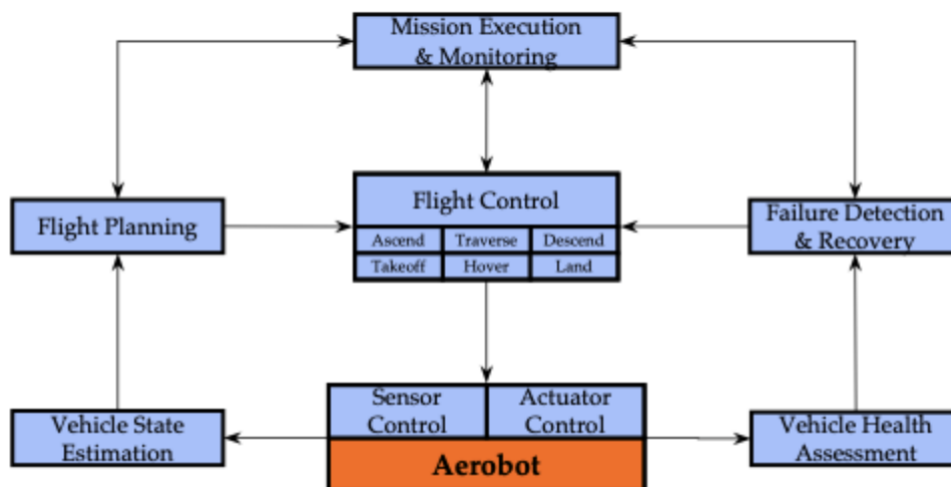 Mission Execution
& Monitoring
Flight Planning
Flight Control
Ascend Traverse Descend
Takeoff Hover Land
Failure Detection
& Recovery
Vehicle State
Estimation
Sensor
Control
Actuator
Control
Aerobot
Vehicle Health
Assessment